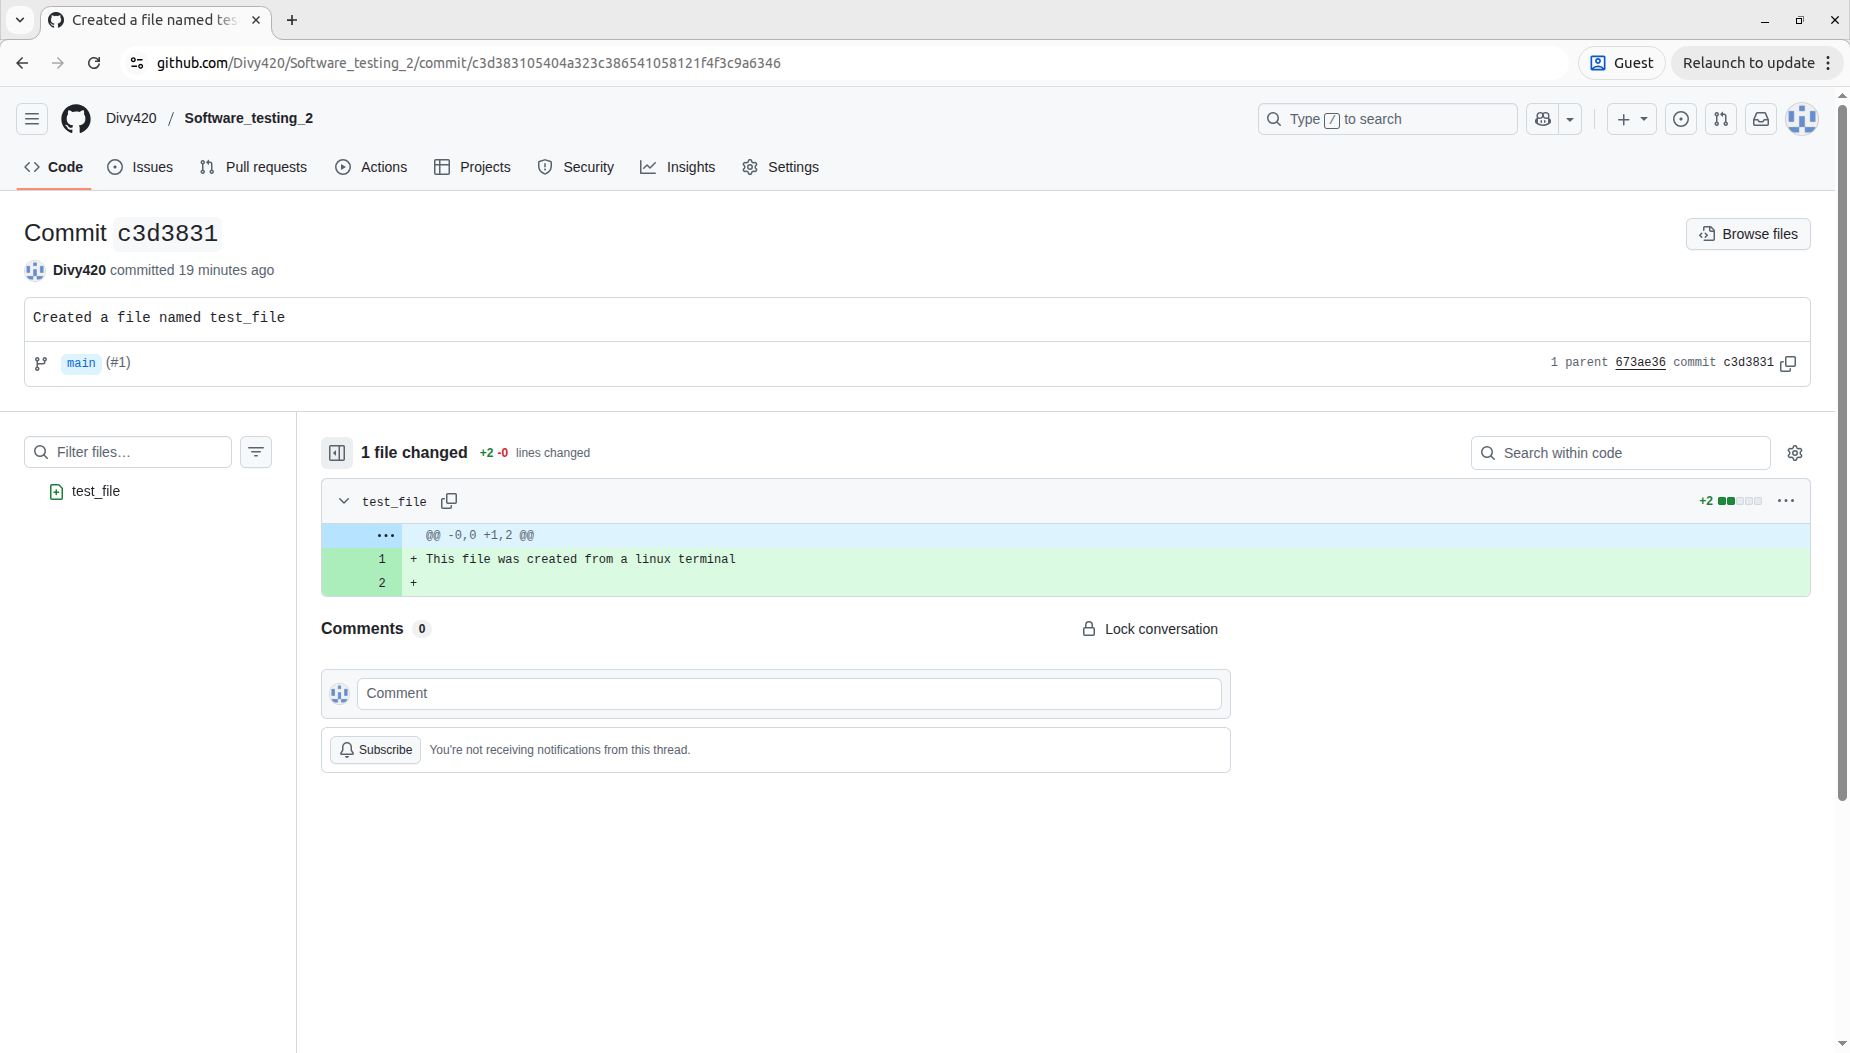 Created a file named tes
github.com/Divy420/Software_testing_2/commit/c3d383105404a323c386541058121f4f3c9a6346
Guest
Relaunch to update
Divy420 / Software_testing_2
Type / to search
Code
Issues
Pull requests
Actions
Projects
Security
Insights
Settings
Commit c3d3831
Browse files
Divy420 committed 19 minutes ago
Created a file named test_file
main (#1)
1 parent 673ae36 commit c3d3831
Filter files…
1 file changed +2 -0 lines changed
Search within code
test_file
test_file
+2
@@ -0,0 +1,2 @@
1 + This file was created from a linux terminal
2 +
Comments 0
Lock conversation
Comment
Subscribe
You're not receiving notifications from this thread.